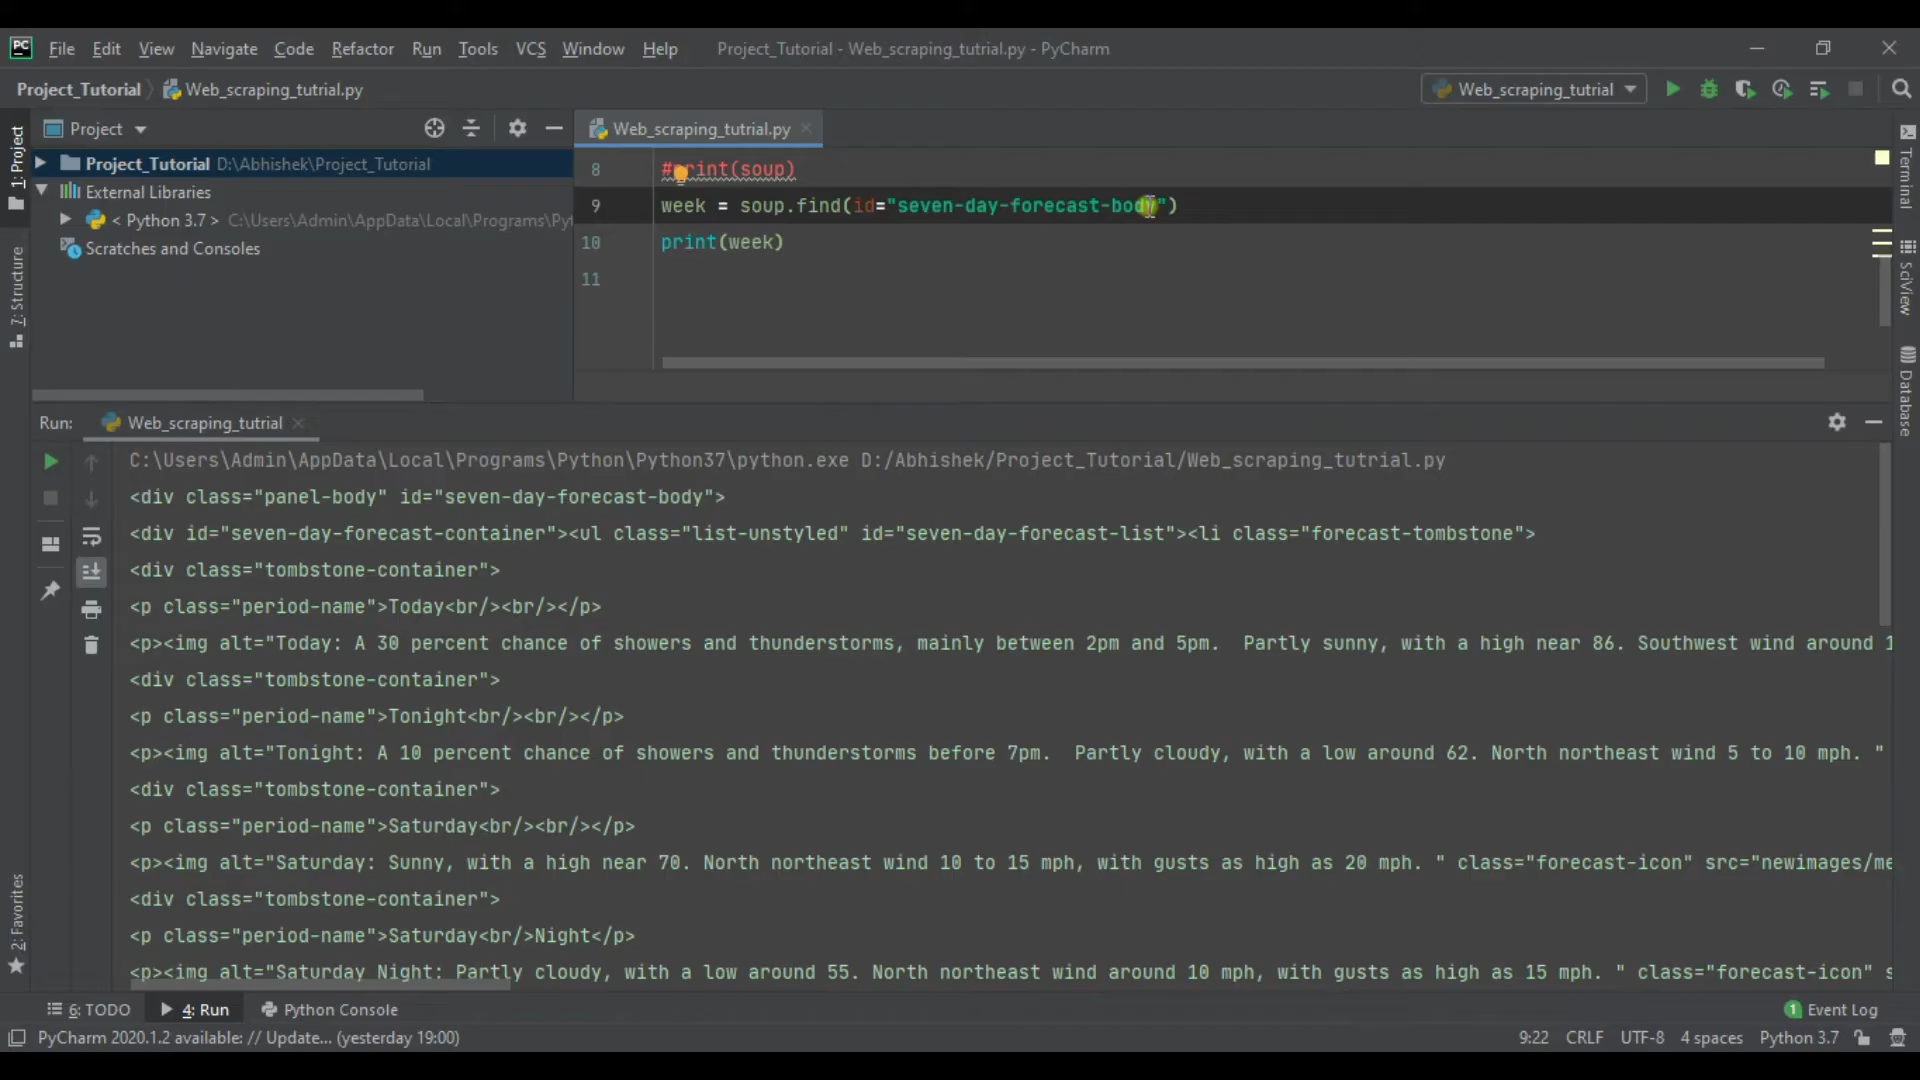 PC File Edit View Navigate Code Refactor Run Tools VCS Window Help Project_Tutorial - Web_scraping_tutrial.py - PyCharm
Project_Tutorial Web_scraping_tutrial.py Web_scraping_tutrial
1: Project
7: Structure
2: Favorites
Project
Project_Tutorial D:\Abhishek\Project_Tutorial
External Libraries
< Python 3.7 > C:\Users\Admin\AppData\Local\Programs\Py
Scratches and Consoles
Web_scraping_tutrial.py
8 #print(soup)
9 week = soup.find(id="seven-day-forecast-body")
10 print(week)
11
Terminal
SciView
Database
Run: Web_scraping_tutrial
C:\Users\Admin\AppData\Local\Programs\Python\Python37\python.exe D:/Abhishek/Project_Tutorial/Web_scraping_tutrial.py
<div class="panel-body" id="seven-day-forecast-body">
<div id="seven-day-forecast-container"><ul class="list-unstyled" id="seven-day-forecast-list"><li class="forecast-tombstone">
<div class="tombstone-container">
<p class="period-name">Today<br/><br/></p>
<p><img alt="Today: A 30 percent chance of showers and thunderstorms, mainly between 2pm and 5pm.  Partly sunny, with a high near 86. Southwest wind around 1
<div class="tombstone-container">
<p class="period-name">Tonight<br/><br/></p>
<p><img alt="Tonight: A 10 percent chance of showers and thunderstorms before 7pm.  Partly cloudy, with a low around 62. North northeast wind 5 to 10 mph. "
<div class="tombstone-container">
<p class="period-name">Saturday<br/><br/></p>
<p><img alt="Saturday: Sunny, with a high near 70. North northeast wind 10 to 15 mph, with gusts as high as 20 mph. " class="forecast-icon" src="newimages/me
<div class="tombstone-container">
<p class="period-name">Saturday<br/>Night</p>
<p><img alt="Saturday Night: Partly cloudy, with a low around 55. North northeast wind around 10 mph, with gusts as high as 15 mph. " class="forecast-icon" s
6: TODO 4: Run Python Console 1 Event Log
PyCharm 2020.1.2 available: // Update... (yesterday 19:00) 9:22 CRLF UTF-8 4 spaces Python 3.7